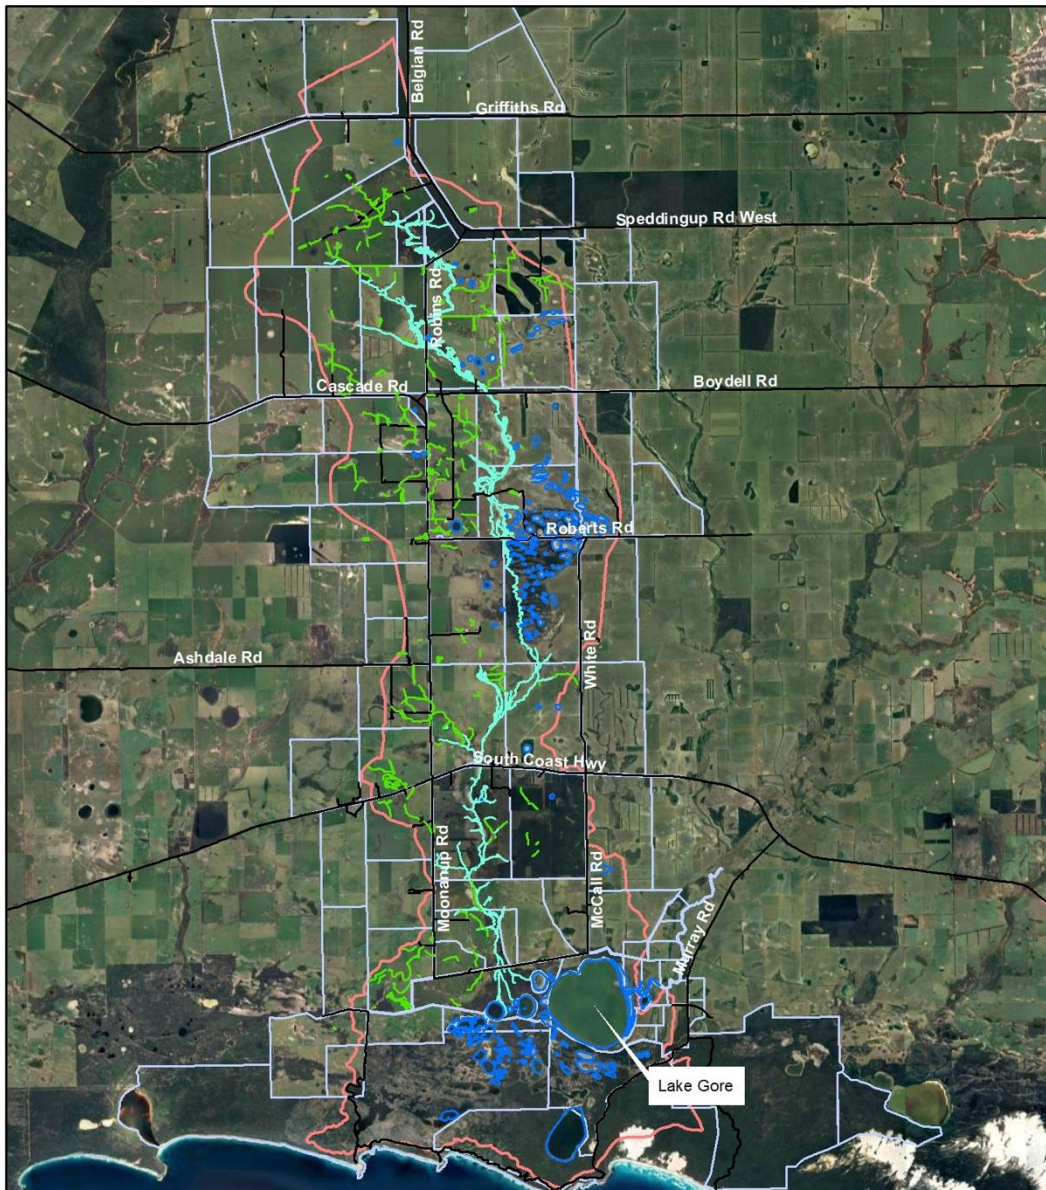 Belgian Rd
Griffiths Rd
Speddingup Rd West
Robins Rd
Cascade Rd
Boydell Rd
Roberts Rd
Ashdale Rd
White Rd
South Coast Hwy
Moonanup Rd
McCall Rd
Murray Rd
Lake Gore